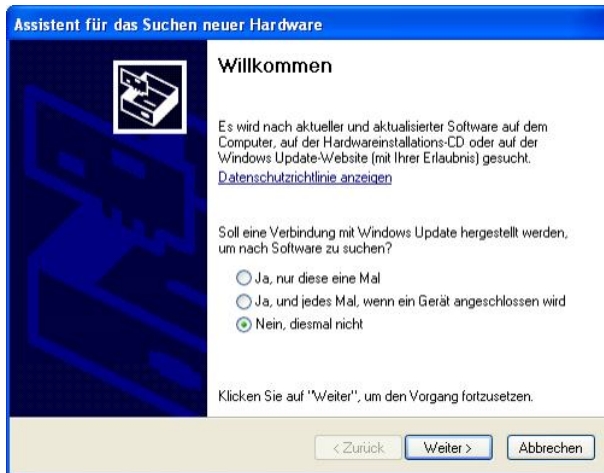 Assistent für das Suchen neuer Hardware
Willkommen
Es wird nach aktueller und aktualisierter Software auf dem
Computer, auf der Hardwareinstallations-CD oder auf der
Windows Update-Website (mit Ihrer Erlaubnis) gesucht.
Datenschutzrichtlinie anzeigen
Soll eine Verbindung mit Windows Update hergestellt werden,
um nach Software zu suchen?
Ja, nur diese eine Mal
Ja, und jedes Mal, wenn ein Gerät angeschlossen wird
Nein, diesmal nicht
Klicken Sie auf "Weiter", um den Vorgang fortzusetzen.
< Zurück Weiter > Abbrechen